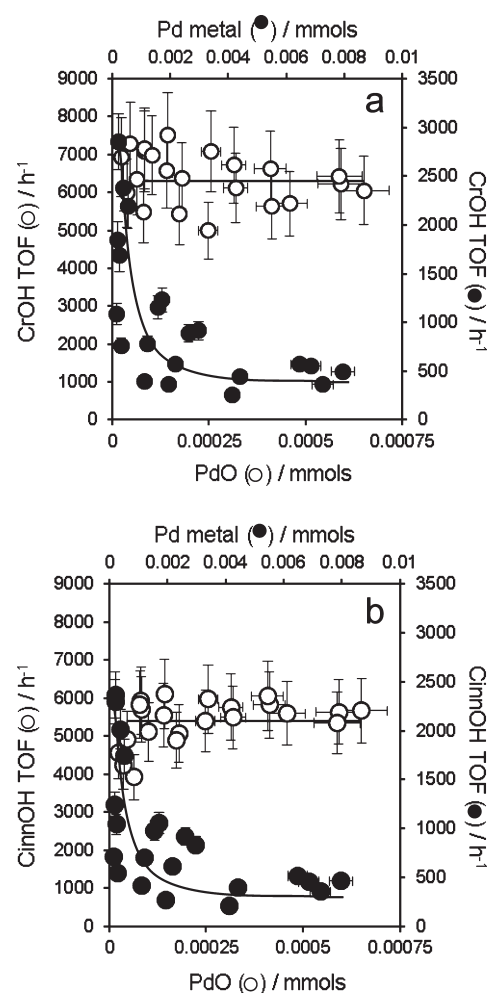 Pd metal (●) / mmols
0 0.002 0.004 0.006 0.008 0.01
9000 8000 7000 6000 5000 4000 3000 2000 1000 0
CrOH TOF (○) / h⁻¹
a
3500 3000 2500 2000 1500 1000 500 0
CrOH TOF (●) / h⁻¹
0 0.00025 0.0005 0.00075
PdO (○) / mmols
Pd metal (●) / mmols
0 0.002 0.004 0.006 0.008 0.01
9000 8000 7000 6000 5000 4000 3000 2000 1000 0
CinnOH TOF (○) / h⁻¹
b
3500 3000 2500 2000 1500 1000 500 0
CinnOH TOF (●) / h⁻¹
0 0.00025 0.0005 0.00075
PdO (○) / mmols